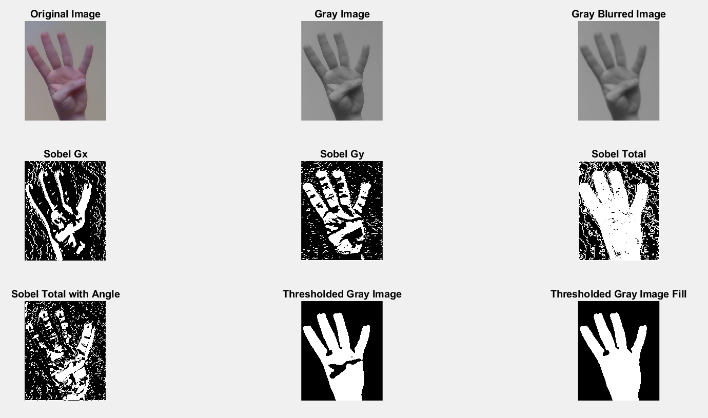 Original Image
Gray Image
Gray Blurred Image
Sobel Gx
Sobel Gy
Sobel Total
Sobel Total with Angle
Thresholded Gray Image
Thresholded Gray Image Fill